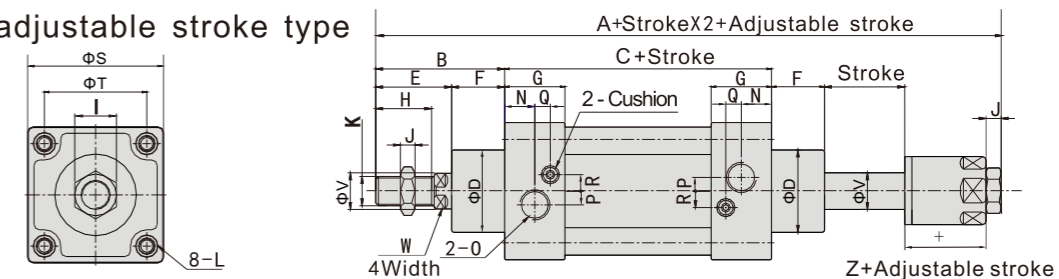 adjustable stroke type
A+StrokeX2+Adjustable stroke
ΦS
ΦT
I
B
C+Stroke
E
F
G
G
F
Stroke
H
N
Q
2-Cushion
Q
N
J
J
K
ΦV
ΦD
P R
R P
ΦD
ΦV
W
2-0
4Width
8-L
+
Z+Adjustable stroke